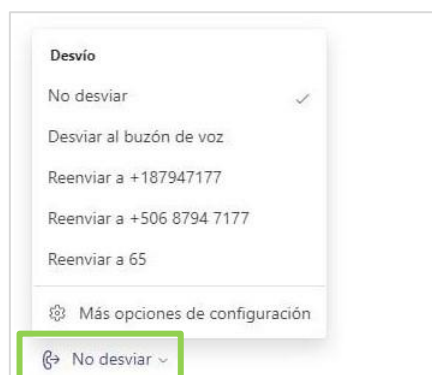 Desvío
No desviar
Desviar al buzón de voz
Reenviar a +187947177
Reenviar a +506 8794 7177
Reenviar a 65
Más opciones de configuración
No desviar